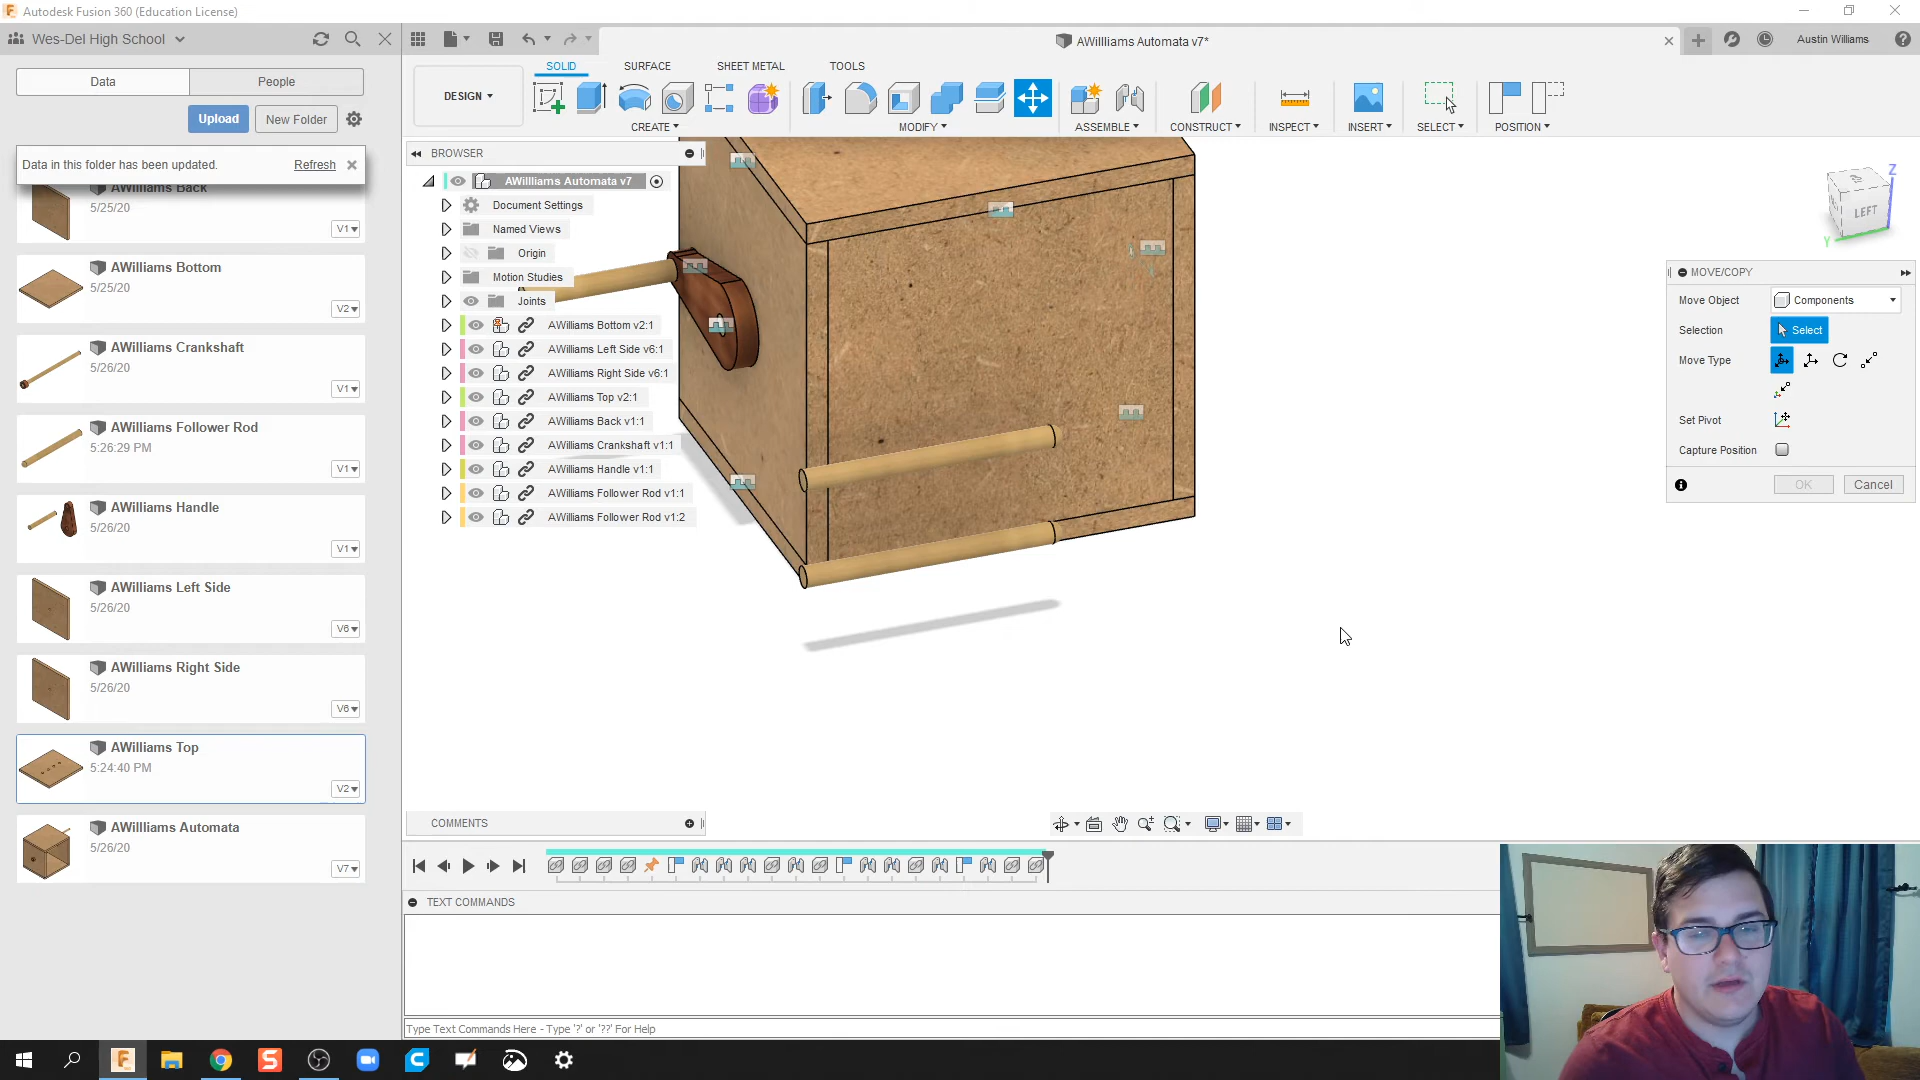 Autodesk Fusion 360 (Education License)
Wes-Del High School
AWillliams Automata v7*
Austin Williams
Data
People
Upload
New Folder
Data in this folder has been updated.
Refresh
AWilliams Back
5/25/20
V1
AWilliams Bottom
5/25/20
V2
AWilliams Crankshaft
5/26/20
V1
AWilliams Follower Rod
5:26:29 PM
V1
AWilliams Handle
5/26/20
V1
AWilliams Left Side
5/26/20
V6
AWilliams Right Side
5/26/20
V6
AWilliams Top
5:24:40 PM
V2
AWillliams Automata
5/26/20
V7
DESIGN
SOLID
SURFACE
SHEET METAL
TOOLS
CREATE
MODIFY
ASSEMBLE
CONSTRUCT
INSPECT
INSERT
SELECT
POSITION
BROWSER
AWillliams Automata v7
Document Settings
Named Views
Origin
Motion Studies
Joints
AWilliams Bottom v2:1
AWilliams Left Side v6:1
AWilliams Right Side v6:1
AWilliams Top v2:1
AWilliams Back v1:1
AWilliams Crankshaft v1:1
AWilliams Handle v1:1
AWilliams Follower Rod v1:1
AWilliams Follower Rod v1:2
Z
LEFT
Y
MOVE/COPY
Move Object
Components
Selection
Select
Move Type
Set Pivot
Capture Position
OK
Cancel
COMMENTS
TEXT COMMANDS
Type Text Commands Here - Type '?' or '??' For Help